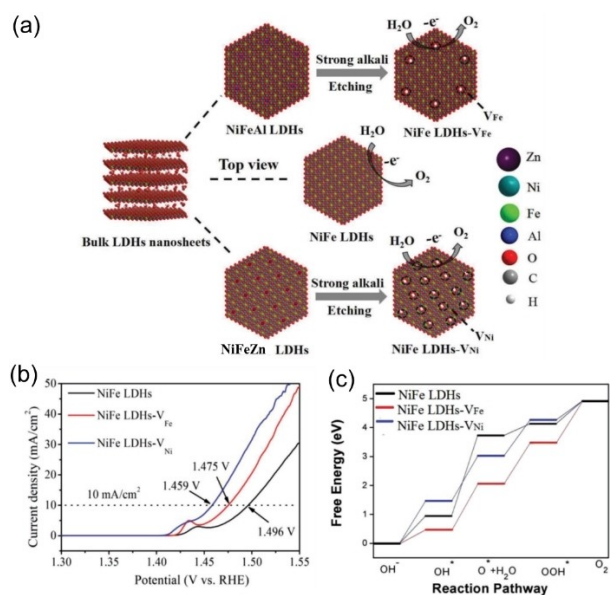 (a)
H₂O -e⁻ O₂
Strong alkali
Etching
V_Fe
NiFeAl LDHs
NiFe LDHs-V_Fe
H₂O
-e⁻
O₂
Top view
Bulk LDHs nanosheets
NiFe LDHs
Zn
Ni
Fe
Al
O
C
H
H₂O -e⁻ O₂
Strong alkali
Etching
V_Ni
NiFeZn LDHs
NiFe LDHs-V_Ni
(b)
50
40
30
20
10
0
Current density (mA/cm²)
NiFe LDHs
NiFe LDHs-V_Fe
NiFe LDHs-V_Ni
1.475 V
1.459 V
10 mA/cm²
1.496 V
1.30 1.35 1.40 1.45 1.50 1.55
Potential (V vs. RHE)
(c)
NiFe LDHs
NiFe LDHs-V_Fe
NiFe LDHs-V_Ni
5
4
3
2
1
0
Free Energy (eV)
OH⁻ OH* O*+H₂O OOH* O₂
Reaction Pathway